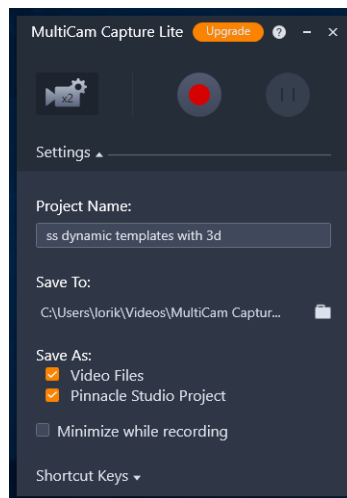 MultiCam Capture Lite Upgrade ?
x2
Settings
Project Name:
ss dynamic templates with 3d
Save To:
C:\Users\lorik\Videos\MultiCam Captur...
Save As:
Video Files
Pinnacle Studio Project
Minimize while recording
Shortcut Keys